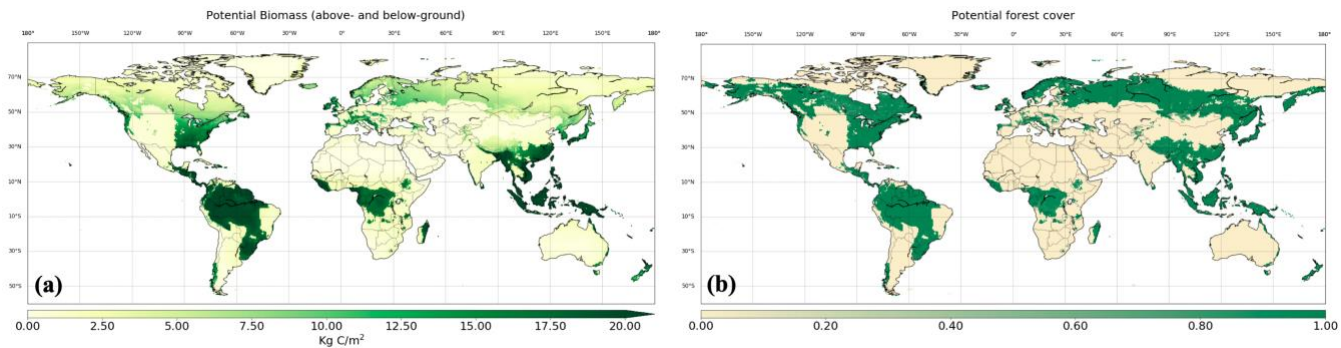 Potential Biomass (above- and below-ground)
180° 150°W 120°W 90°W 60°W 30°W 0° 30°E 60°E 90°E 120°E 150°E 180°
70°N
50°N
30°N
10°N
10°S
30°S
50°S
(a)
0.00 2.50 5.00 7.50 10.00 12.50 15.00 17.50 20.00
Kg C/m²
Potential forest cover
180° 150°W 120°W 90°W 60°W 30°W 0° 30°E 60°E 90°E 120°E 150°E 180°
70°N
50°N
30°N
10°N
10°S
30°S
50°S
(b)
0.00 0.20 0.40 0.60 0.80 1.00